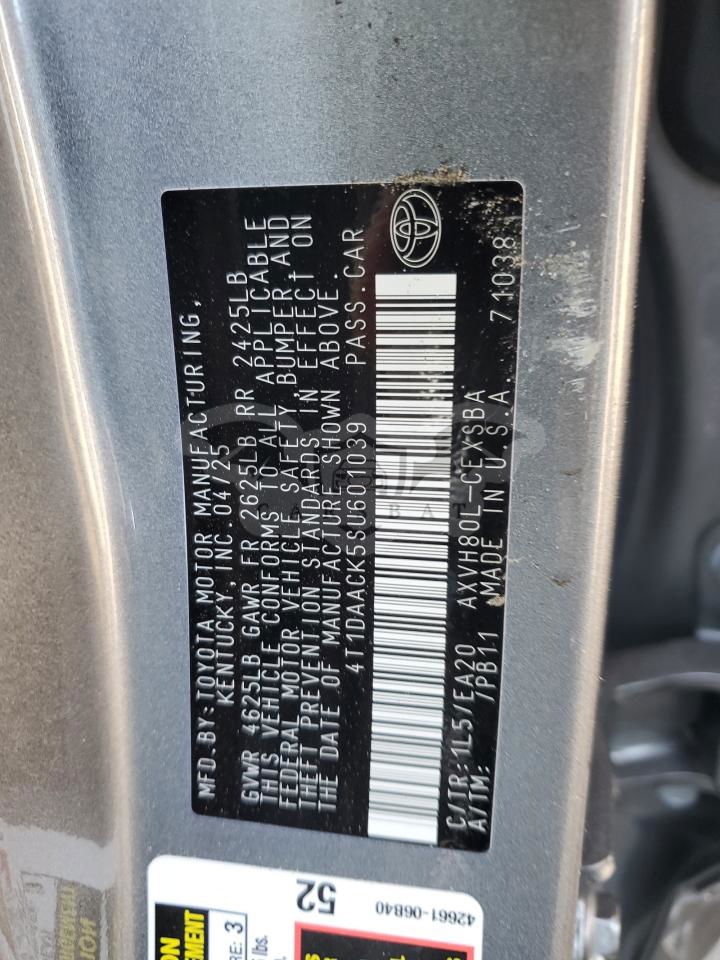 MFD.BY: TOYOTA MOTOR MANUFACTURING,
KENTUCKY, INC 04/25
GVWR 4625LB GAWR FR 2625LB RR 2425LB
THIS VEHICLE CONFORMS TO ALL APPLICABLE
FEDERAL MOTOR VEHICLE SAFETY BUMPER AND
THEFT PREVENTION STANDARDS IN EFFECT ON
THE DATE OF MANUFACTURE SHOWN ABOVE.
4T1DAACK5SU601039 PASS.CAR
C/TR: 1L5/EA20 AXVH80L-CEXSBA
A/TM: /PB11 MADE IN U.S.A. 71038
52
42661-06B40
: 3
lbs.